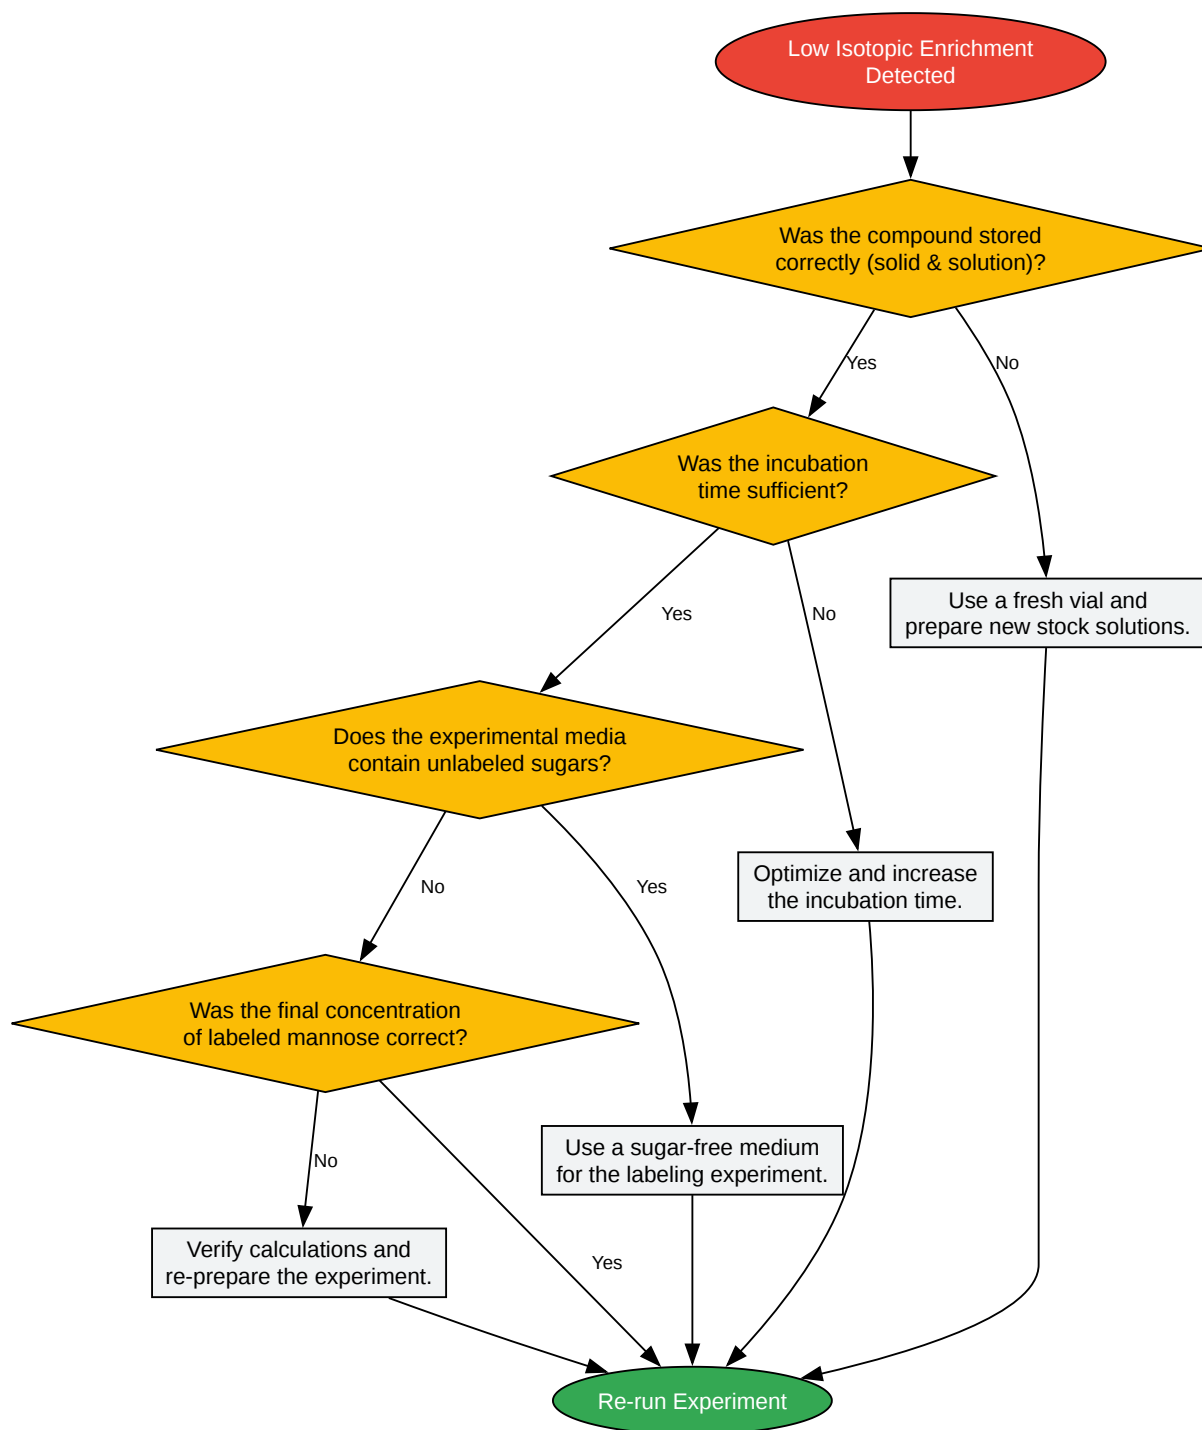 Low Isotopic Enrichment
Detected
Was the compound stored
correctly (solid & solution)?
Yes
No
Was the incubation
time sufficient?
Yes
No
Use a fresh vial and
prepare new stock solutions.
Does the experimental media
contain unlabeled sugars?
No
Yes
Optimize and increase
the incubation time.
Was the final concentration
of labeled mannose correct?
No
Yes
Use a sugar-free medium
for the labeling experiment.
Verify calculations and
re-prepare the experiment.
Re-run Experiment